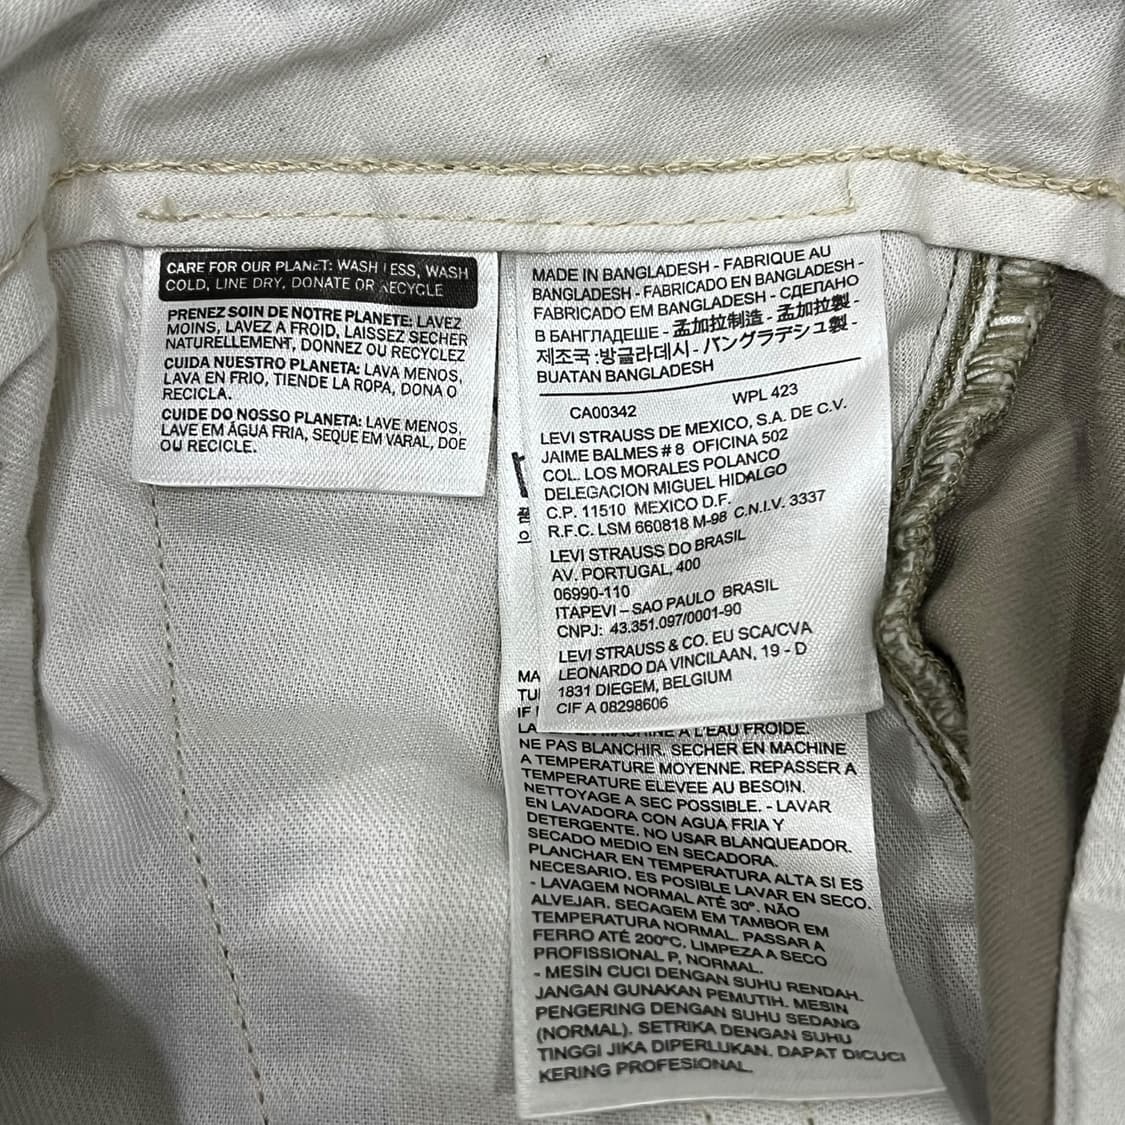 CARE FOR OUR PLANET: WASH LESS, WASH
COLD, LINE DRY, DONATE OR RECYCLE
PRENEZ SOIN DE NOTRE PLANETE: LAVEZ
MOINS, LAVEZ A FROID, LAISSEZ SECHER
NATURELLEMENT, DONNEZ OU RECYCLEZ
CUIDA NUESTRO PLANETA: LAVA MENOS,
LAVA EN FRIO, TIENDE LA ROPA, DONA O
RECICLA.
CUIDE DO NOSSO PLANETA: LAVE MENOS,
LAVE EM ÁGUA FRIA, SEQUE EM VARAL, DOE
OU RECICLE.
MADE IN BANGLADESH - FABRIQUE AU
BANGLADESH - FABRICADO EN BANGLADESH -
FABRICADO EM BANGLADESH - СДЕЛАНО
В БАНГЛАДЕШЕ - 孟加拉制造 - 孟加拉製 -
제조국 :방글라데시 - バングラデシュ製 -
BUATAN BANGLADESH
CA00342 WPL 423
LEVI STRAUSS DE MEXICO, S.A. DE C.V.
JAIME BALMES # 8 OFICINA 502
COL. LOS MORALES POLANCO
DELEGACION MIGUEL HIDALGO
C.P. 11510 MEXICO D.F.
R.F.C. LSM 660818 M-98 C.N.I.V. 3337
LEVI STRAUSS DO BRASIL
AV. PORTUGAL, 400
06990-110
ITAPEVI – SAO PAULO BRASIL
CNPJ: 43.351.097/0001-90
LEVI STRAUSS & CO. EU SCA/CVA
LEONARDO DA VINCILAAN, 19 - D
1831 DIEGEM, BELGIUM
CIF A 08298606
MA
TU
IF
LA MACHINE A L'EAU FROIDE.
NE PAS BLANCHIR. SECHER EN MACHINE
A TEMPERATURE MOYENNE. REPASSER A
TEMPERATURE ELEVEE AU BESOIN.
NETTOYAGE A SEC POSSIBLE. - LAVAR
EN LAVADORA CON AGUA FRIA Y
DETERGENTE. NO USAR BLANQUEADOR.
SECADO MEDIO EN SECADORA.
PLANCHAR EN TEMPERATURA ALTA SI ES
NECESARIO. ES POSIBLE LAVAR EN SECO.
- LAVAGEM NORMAL ATÉ 30°. NÃO
ALVEJAR. SECAGEM EM TAMBOR EM
TEMPERATURA NORMAL. PASSAR A
FERRO ATÉ 200°C, LIMPEZA A SECO
PROFISSIONAL P, NORMAL.
- MESIN CUCI DENGAN SUHU RENDAH.
JANGAN GUNAKAN PEMUTIH. MESIN
PENGERING DENGAN SUHU SEDANG
(NORMAL). SETRIKA DENGAN SUHU
TINGGI JIKA DIPERLUKAN. DAPAT DICUCI
KERING PROFESIONAL.